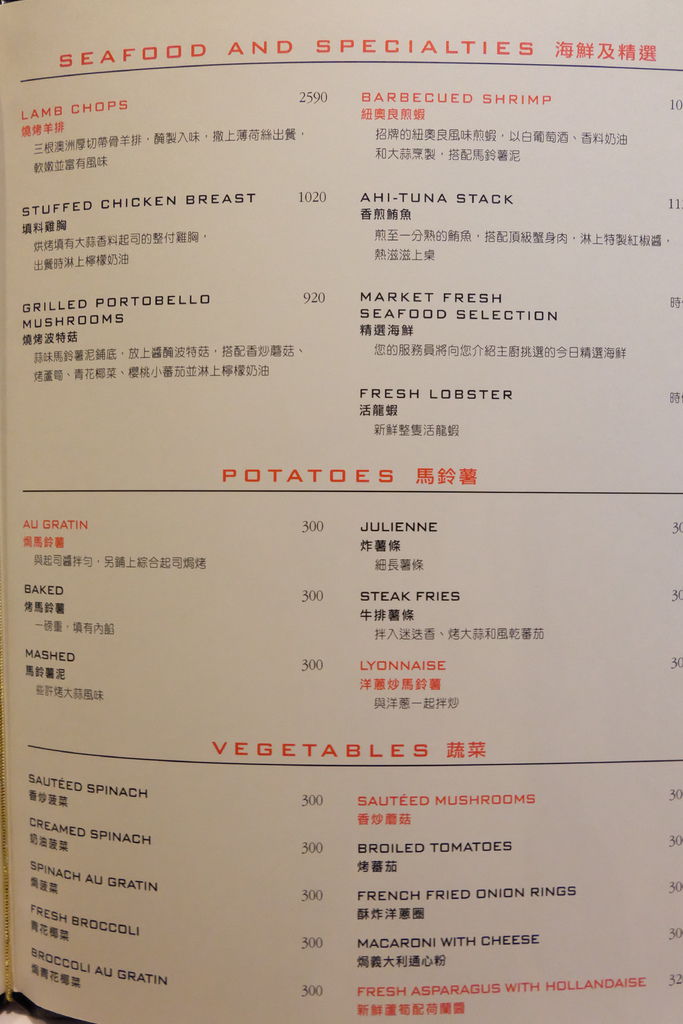 SEAFOOD AND SPECIALTIES 海鮮及精選
LAMB CHOPS 2590
燒烤羊排
三根澳洲厚切帶骨羊排，醃製入味，撒上薄荷絲出餐，
軟嫩並富有風味
STUFFED CHICKEN BREAST 1020
填料雞胸
烘烤填有大蒜香料起司的整付雞胸，
出餐時淋上檸檬奶油
GRILLED PORTOBELLO 920
MUSHROOMS
燒烤波特菇
蒜味馬鈴薯泥鋪底，放上醬醃波特菇，搭配香炒蘑菇、
烤蘆筍、青花椰菜、櫻桃小蕃茄並淋上檸檬奶油
BARBECUED SHRIMP
紐奧良煎蝦
招牌的紐奧良風味煎蝦，以白葡萄酒、香料奶油
和大蒜烹製，搭配馬鈴薯泥
AHI-TUNA STACK
香煎鮪魚
煎至一分熟的鮪魚，搭配頂級蟹身肉，淋上特製紅椒醬，
熱滋滋上桌
MARKET FRESH 時
SEAFOOD SELECTION
精選海鮮
您的服務員將向您介紹主廚挑選的今日精選海鮮
FRESH LOBSTER 時
活龍蝦
新鮮整隻活龍蝦
POTATOES 馬鈴薯
AU GRATIN 300
焗馬鈴薯
與起司醬拌勻，另鋪上綜合起司焗烤
BAKED 300
烤馬鈴薯
一磅重，填有內餡
MASHED 300
馬鈴薯泥
些許烤大蒜風味
JULIENNE
炸薯條
細長薯條
STEAK FRIES
牛排薯條
拌入迷迭香、烤大蒜和風乾蕃茄
LYONNAISE
洋蔥炒馬鈴薯
與洋蔥一起拌炒
VEGETABLES 蔬菜
SAUTÉED SPINACH 300
香炒菠菜
CREAMED SPINACH 300
奶油菠菜
SPINACH AU GRATIN 300
焗菠菜
FRESH BROCCOLI 300
青花椰菜
BROCCOLI AU GRATIN 300
焗青花椰菜
SAUTÉED MUSHROOMS
香炒蘑菇
BROILED TOMATOES
烤蕃茄
FRENCH FRIED ONION RINGS
酥炸洋蔥圈
MACARONI WITH CHEESE
焗義大利通心粉
FRESH ASPARAGUS WITH HOLLANDAISE
新鮮蘆筍配荷蘭醬